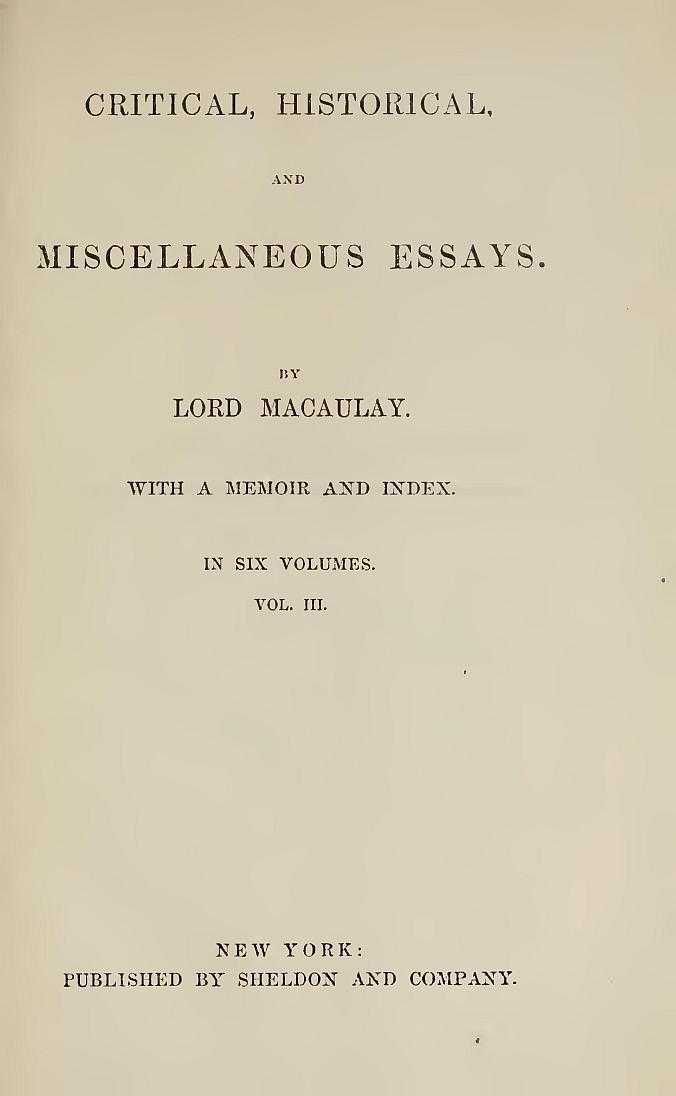 CRITICAL, HISTORICAL,
AND
MISCELLANEOUS ESSAYS.
BY
LORD MACAULAY.
WITH A MEMOIR AND INDEX.
IN SIX VOLUMES.
VOL. III.
NEW YORK:
PUBLISHED BY SHELDON AND COMPANY.